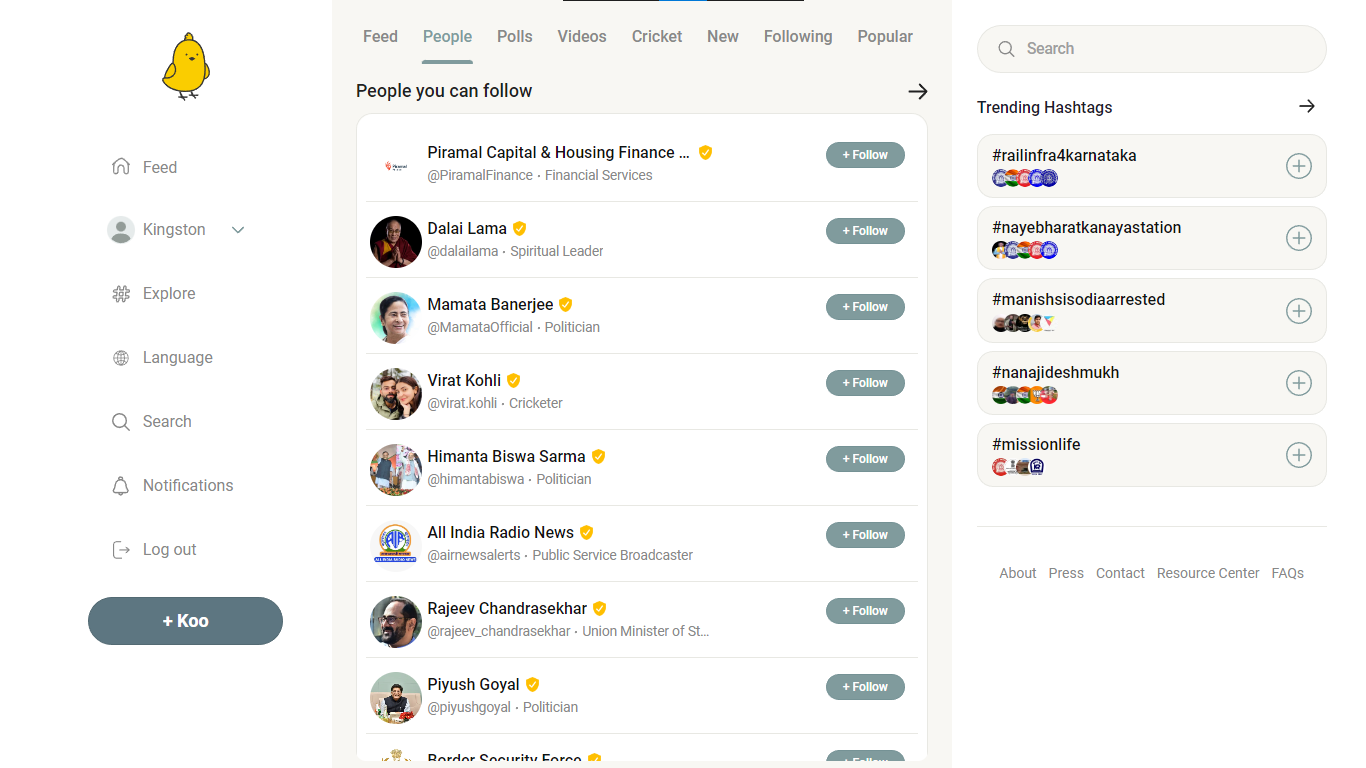 Feed
Kingston
Explore
Language
Search
Notifications
Log out
+ Koo
Feed People Polls Videos Cricket New Following Popular
People you can follow
Piramal Capital & Housing Finance ...
@PiramalFinance · Financial Services
+ Follow
Dalai Lama
@dalailama · Spiritual Leader
+ Follow
Mamata Banerjee
@MamataOfficial · Politician
+ Follow
Virat Kohli
@virat.kohli · Cricketer
+ Follow
Himanta Biswa Sarma
@himantabiswa · Politician
+ Follow
All India Radio News
@airnewsalerts · Public Service Broadcaster
+ Follow
Rajeev Chandrasekhar
@rajeev_chandrasekhar · Union Minister of St...
+ Follow
Piyush Goyal
@piyushgoyal · Politician
+ Follow
Border Security Force
+ Follow
Search
Trending Hashtags
#railinfra4karnataka
#nayebharatkanayastation
#manishsisodiaarrested
#nanajideshmukh
#missionlife
About Press Contact Resource Center FAQs